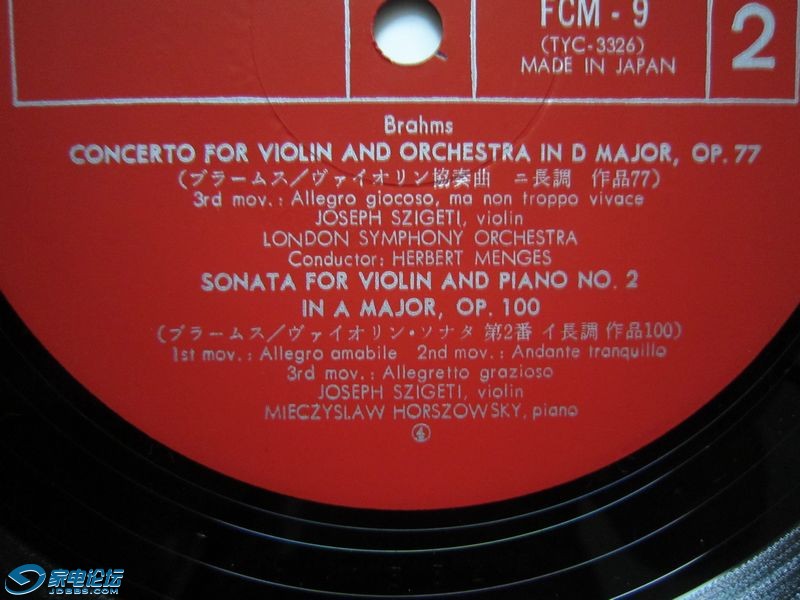 FCM - 9
(TYC-3326)
MADE IN JAPAN
2
Brahms
CONCERTO FOR VIOLIN AND ORCHESTRA IN D MAJOR, OP. 77
(ブラームス／ヴァイオリン協奏曲 ニ長調 作品77)
3rd mov.: Allegro giocoso, ma non troppo vivace
JOSEPH SZIGETI, violin
LONDON SYMPHONY ORCHESTRA
Conductor: HERBERT MENGES
SONATA FOR VIOLIN AND PIANO NO. 2
IN A MAJOR, OP. 100
(ブラームス／ヴァイオリン・ソナタ 第2番 イ長調 作品100)
1st mov.: Allegro amabile 2nd mov.: Andante tranquillo
3rd mov.: Allegretto grazioso
JOSEPH SZIGETI, violin
MIECZYSLAW HORSZOWSKY, piano
④
家电论坛
JDBBS.COM